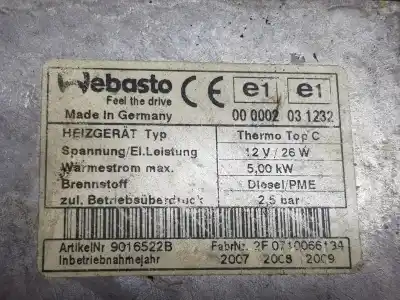 Webasto
Feel the drive
Made in Germany
e1 e1
00 0002 03 1232
HEIZGERÄT Typ Thermo Top C
Spannung/El.Leistung 12 V / 26 W
Wärmestrom max. 5,00 kW
Brennstoff Diesel/PME
zul. Betriebsüberdruck 2,5 bar
ArtikelNr 9016522B FabrNr. 2F 0710066134
Inbetriebnahmejahr 2007 2008 2009